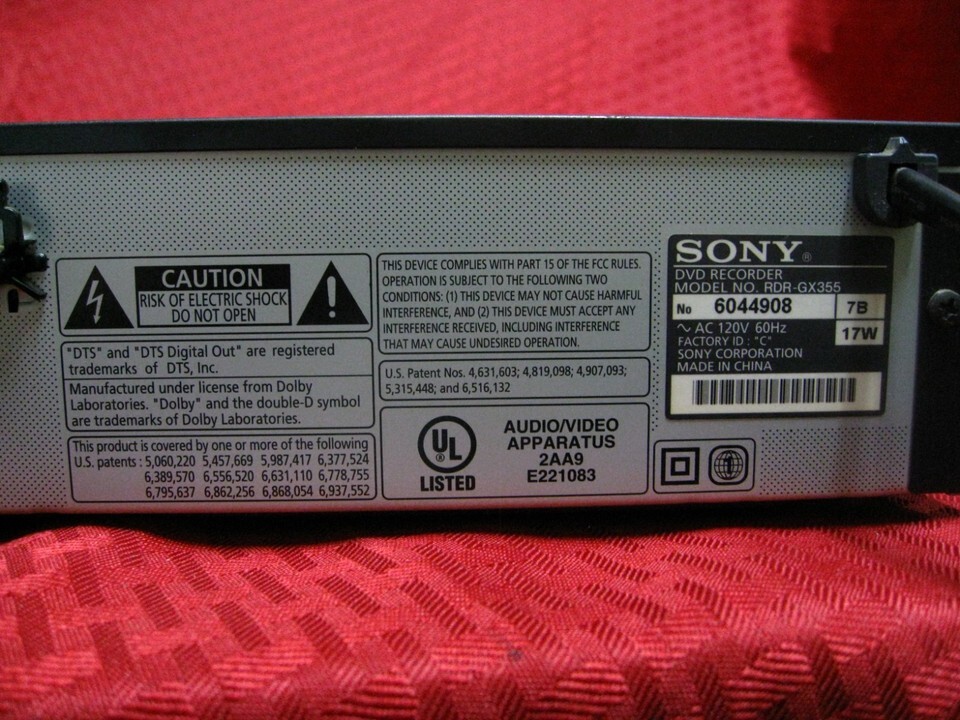 CAUTION
RISK OF ELECTRIC SHOCK
DO NOT OPEN
"DTS" and "DTS Digital Out" are registered
trademarks of DTS, Inc.
Manufactured under license from Dolby
Laboratories. "Dolby" and the double-D symbol
are trademarks of Dolby Laboratories.
This product is covered by one or more of the following
U.S. patents : 5,060,220 5,457,669 5,987,417 6,377,524
6,389,570 6,556,520 6,631,110 6,778,755
6,795,637 6,862,256 6,868,054 6,937,552
THIS DEVICE COMPLIES WITH PART 15 OF THE FCC RULES.
OPERATION IS SUBJECT TO THE FOLLOWING TWO
CONDITIONS: (1) THIS DEVICE MAY NOT CAUSE HARMFUL
INTERFERENCE, AND (2) THIS DEVICE MUST ACCEPT ANY
INTERFERENCE RECEIVED, INCLUDING INTERFERENCE
THAT MAY CAUSE UNDESIRED OPERATION.
U.S. Patent Nos. 4,631,603; 4,819,098; 4,907,093;
5,315,448; and 6,516,132
UL ®
LISTED
AUDIO/VIDEO
APPARATUS
2AA9
E221083
SONY®
DVD RECORDER
MODEL NO. RDR-GX355
No 6044908 7B
~ AC 120V 60Hz 17W
FACTORY ID : "C"
SONY CORPORATION
MADE IN CHINA
1